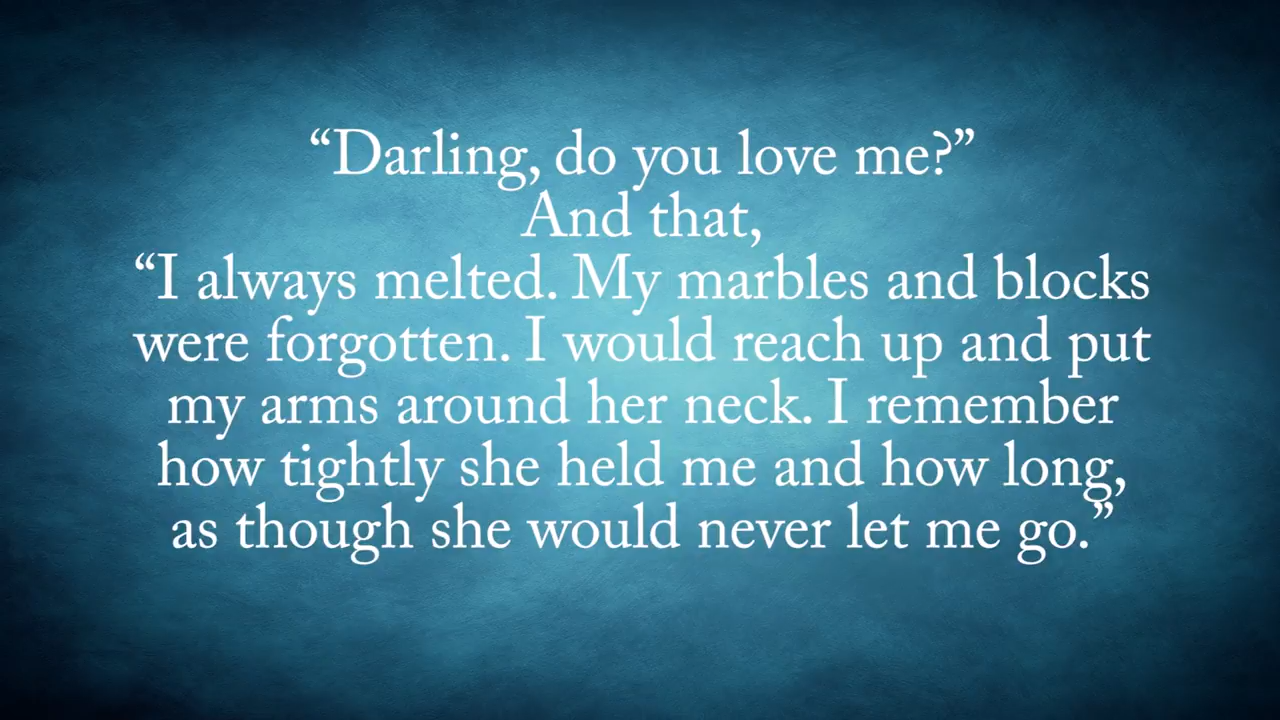 “Darling, do you love me?”
And that,
“I always melted. My marbles and blocks
were forgotten. I would reach up and put
my arms around her neck. I remember
how tightly she held me and how long,
as though she would never let me go.”